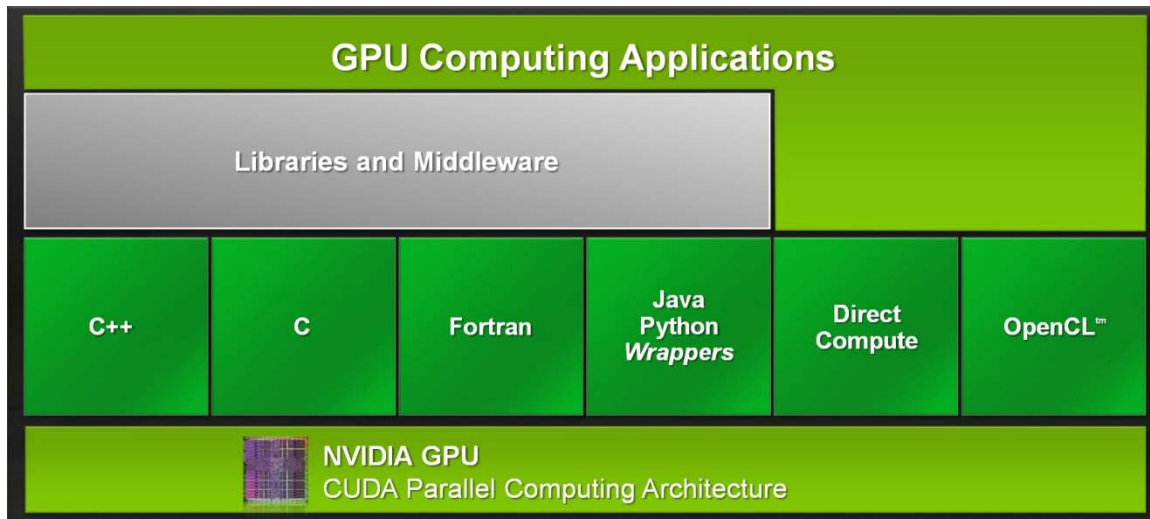 GPU Computing Applications
Libraries and Middleware
C++
C
Fortran
Java
Python
Wrappers
Direct
Compute
OpenCL™
NVIDIA GPU
CUDA Parallel Computing Architecture